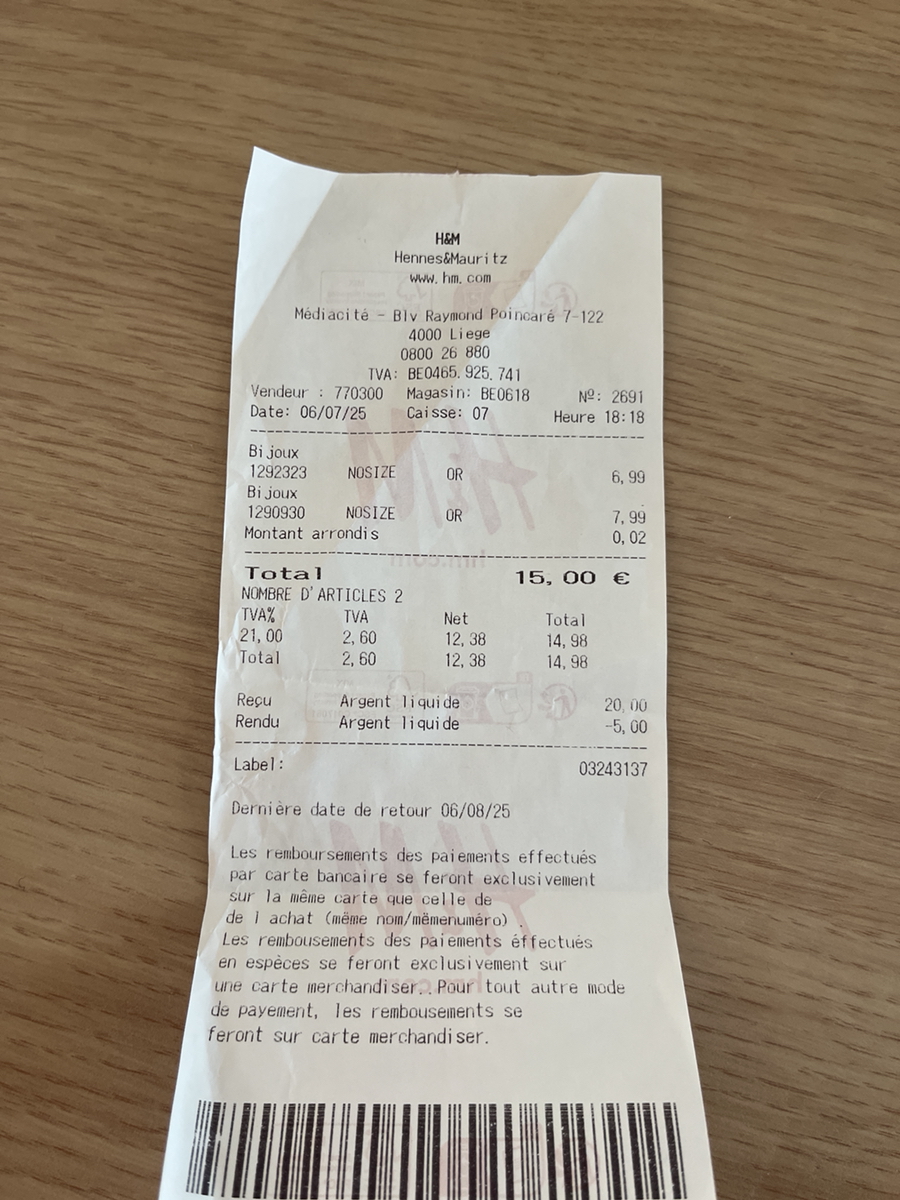 H&M
Hennes&Mauritz
www.hm.com
Médiacité - Blv Raymond Poincaré 7-122
4000 Liege
0800 26 880
TVA: BE0465.925.741
Vendeur : 770300 Magasin: BE0618 Nº: 2691
Date: 06/07/25 Caisse: 07 Heure 18:18
Bijoux
1292323 NOSIZE OR 6,99
Bijoux
1290930 NOSIZE OR 7,99
Montant arrondis 0,02
Total 15,00 €
NOMBRE D'ARTICLES 2
TVA% TVA Net Total
21,00 2,60 12,38 14,98
Total 2,60 12,38 14,98
Reçu Argent liquide 20,00
Rendu Argent liquide -5,00
Label: 03243137
Dernière date de retour 06/08/25
Les remboursements des paiements effectués
par carte bancaire se feront exclusivement
sur la même carte que celle de
de l achat (même nom/mêmenuméro) .
Les rembousements des paiements éffectués
en espèces se feront exclusivement sur
une carte merchandiser.. Pour tout autre mode
de payement, les rembousements se
feront sur carte merchandiser.